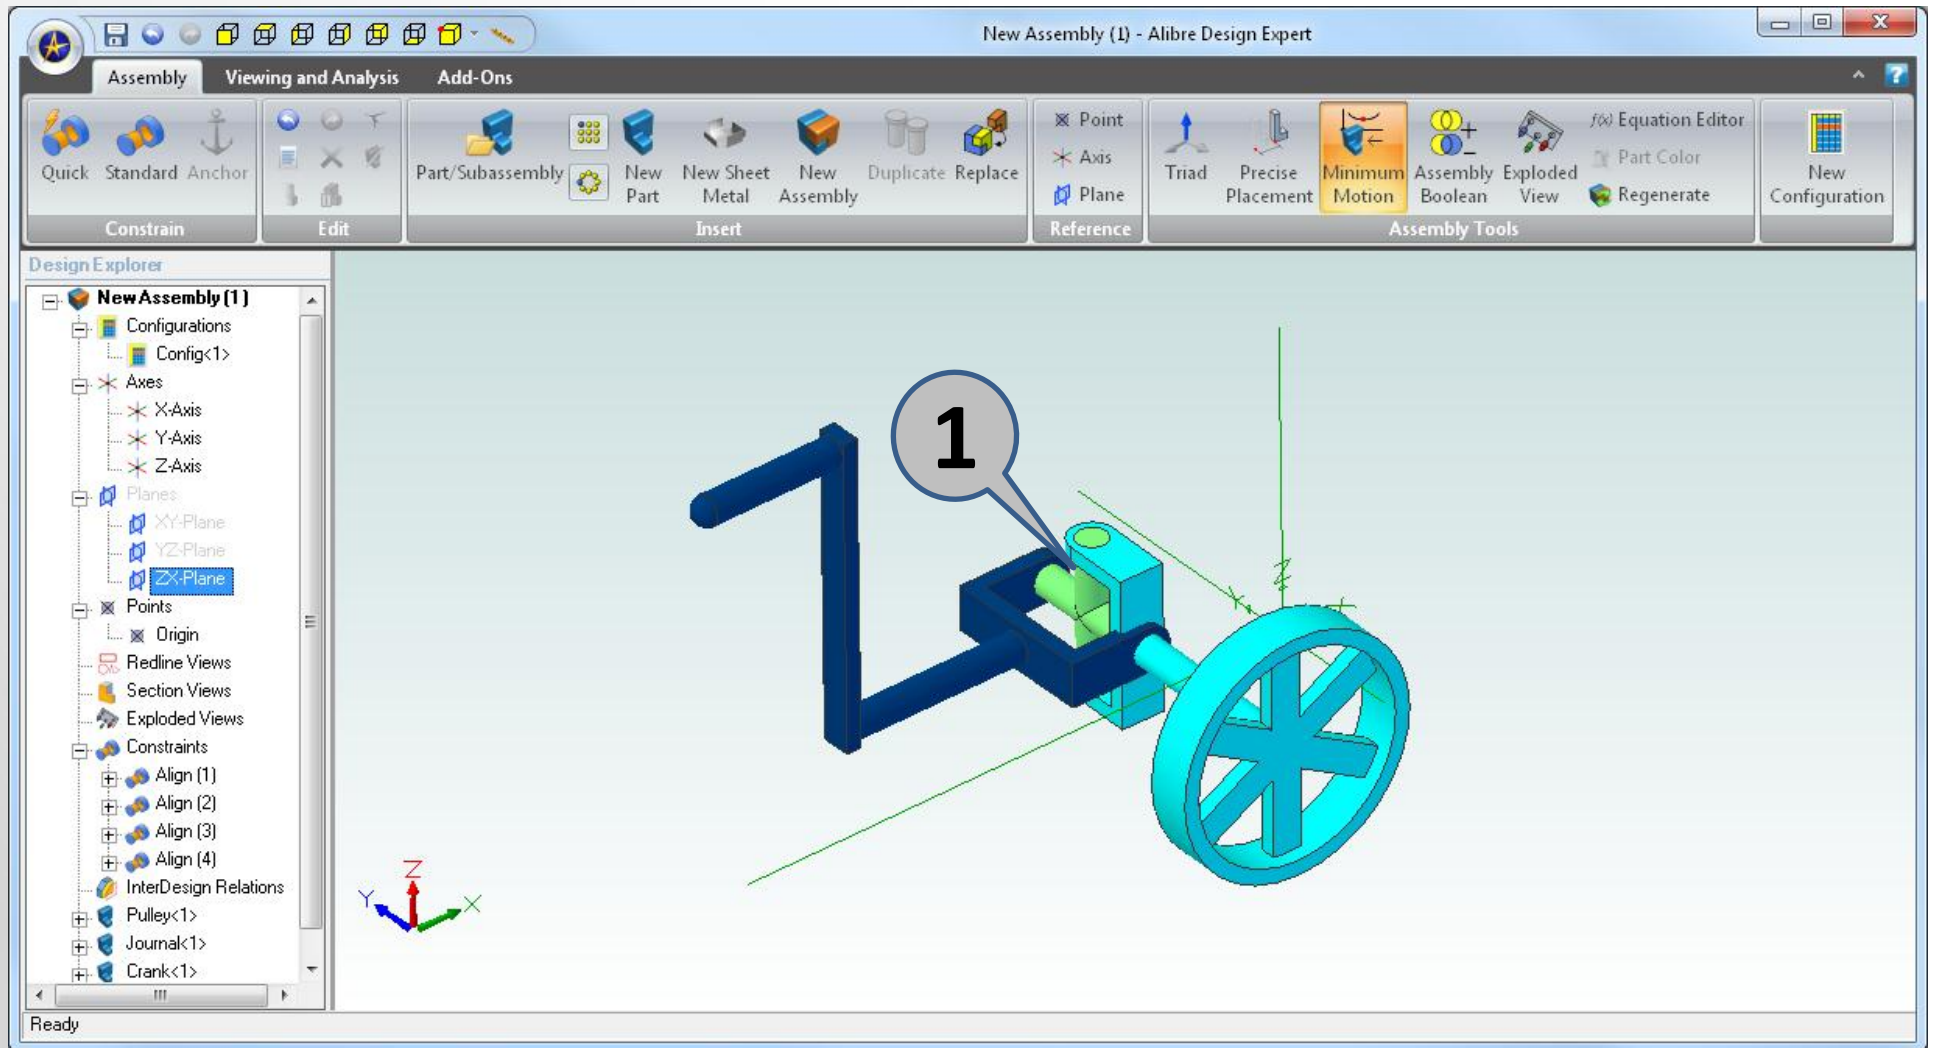 New Assembly (1) - Alibre Design Expert
Assembly Viewing and Analysis Add-Ons
Quick Standard Anchor
Constrain
Edit
Part/Subassembly
New Part
New Sheet Metal
New Assembly
Duplicate
Replace
Insert
Point
Axis
Plane
Reference
Triad
Precise Placement
Minimum Motion
Assembly Boolean
Exploded View
f(x) Equation Editor
Part Color
Regenerate
Assembly Tools
New Configuration
Design Explorer
New Assembly (1)
Configurations
Config<1>
Axes
X-Axis
Y-Axis
Z-Axis
Planes
XY-Plane
YZ-Plane
ZX-Plane
Points
Origin
Redline Views
Section Views
Exploded Views
Constraints
Align (1)
Align (2)
Align (3)
Align (4)
InterDesign Relations
Pulley<1>
Journal<1>
Crank<1>
1
Z
Y
X
Z
Y
X
Ready